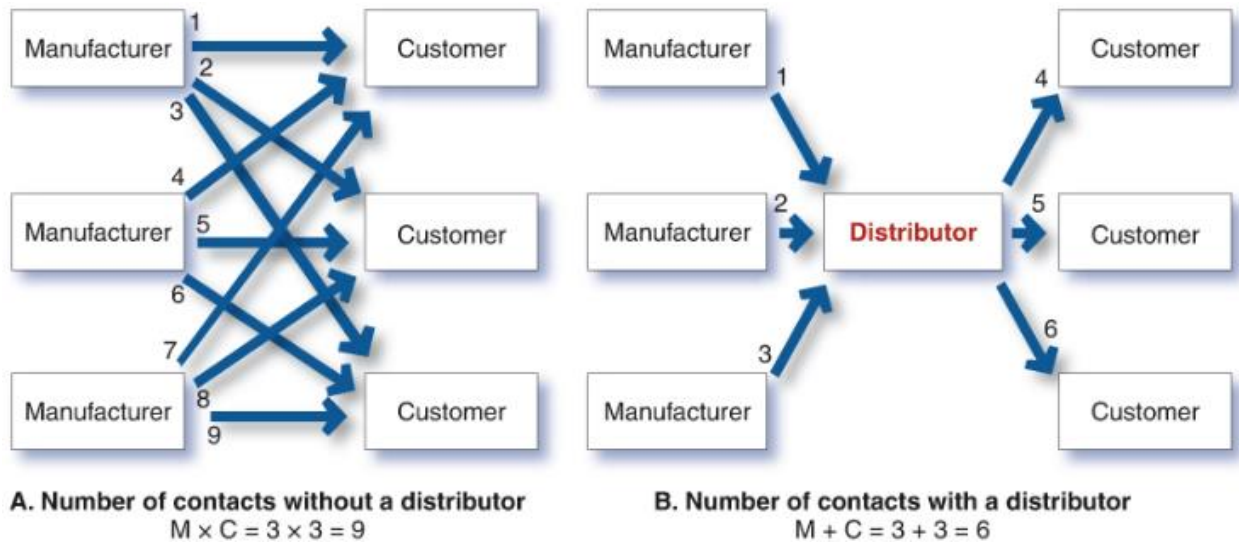 1
Manufacturer
Customer
2
3
4
Manufacturer
5
Customer
6
7
Manufacturer
8
Customer
9
A. Number of contacts without a distributor
M × C = 3 × 3 = 9
Manufacturer
1
4
Customer
Manufacturer
2
Distributor
5
Customer
3
6
Manufacturer
Customer
B. Number of contacts with a distributor
M + C = 3 + 3 = 6